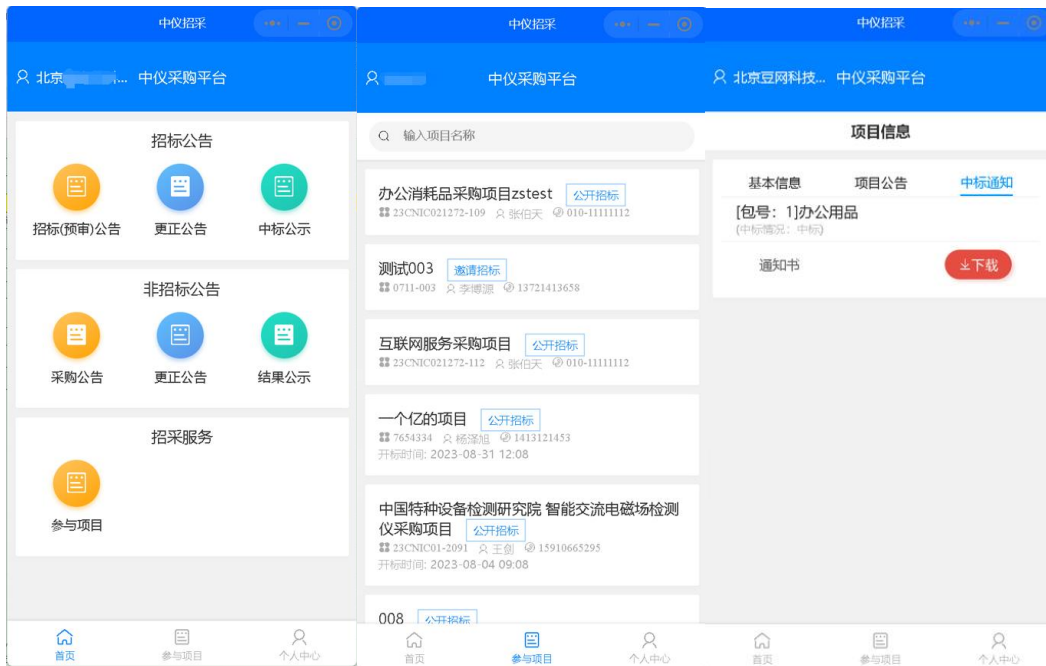 中仪招采
北京
... 中仪采购平台
招标公告
招标(预审)公告
更正公告
中标公示
非招标公告
采购公告
更正公告
结果公示
招采服务
参与项目
首页
参与项目
个人中心
中仪招采
中仪采购平台
输入项目名称
办公消耗品采购项目zstest 公开招标
23CNIC021272-109 张伯天 010-11111112
测试003 邀请招标
0711-003 李博源 13721413658
互联网服务采购项目 公开招标
23CNIC021272-112 张伯天 010-11111112
一个亿的项目 公开招标
7654334 杨泽旭 1413121453
开标时间: 2023-08-31 12:08
中国特种设备检测研究院 智能交流电磁场检测
仪采购项目 公开招标
23CNIC01-2091 王剑 15910665295
开标时间: 2023-08-04 09:08
008 公开招标
首页
参与项目
个人中心
中仪招采
北京豆网科技... 中仪采购平台
项目信息
基本信息
项目公告
中标通知
[包号：1]办公用品
(中标情况：中标)
通知书
下载
首页
参与项目
个人中心